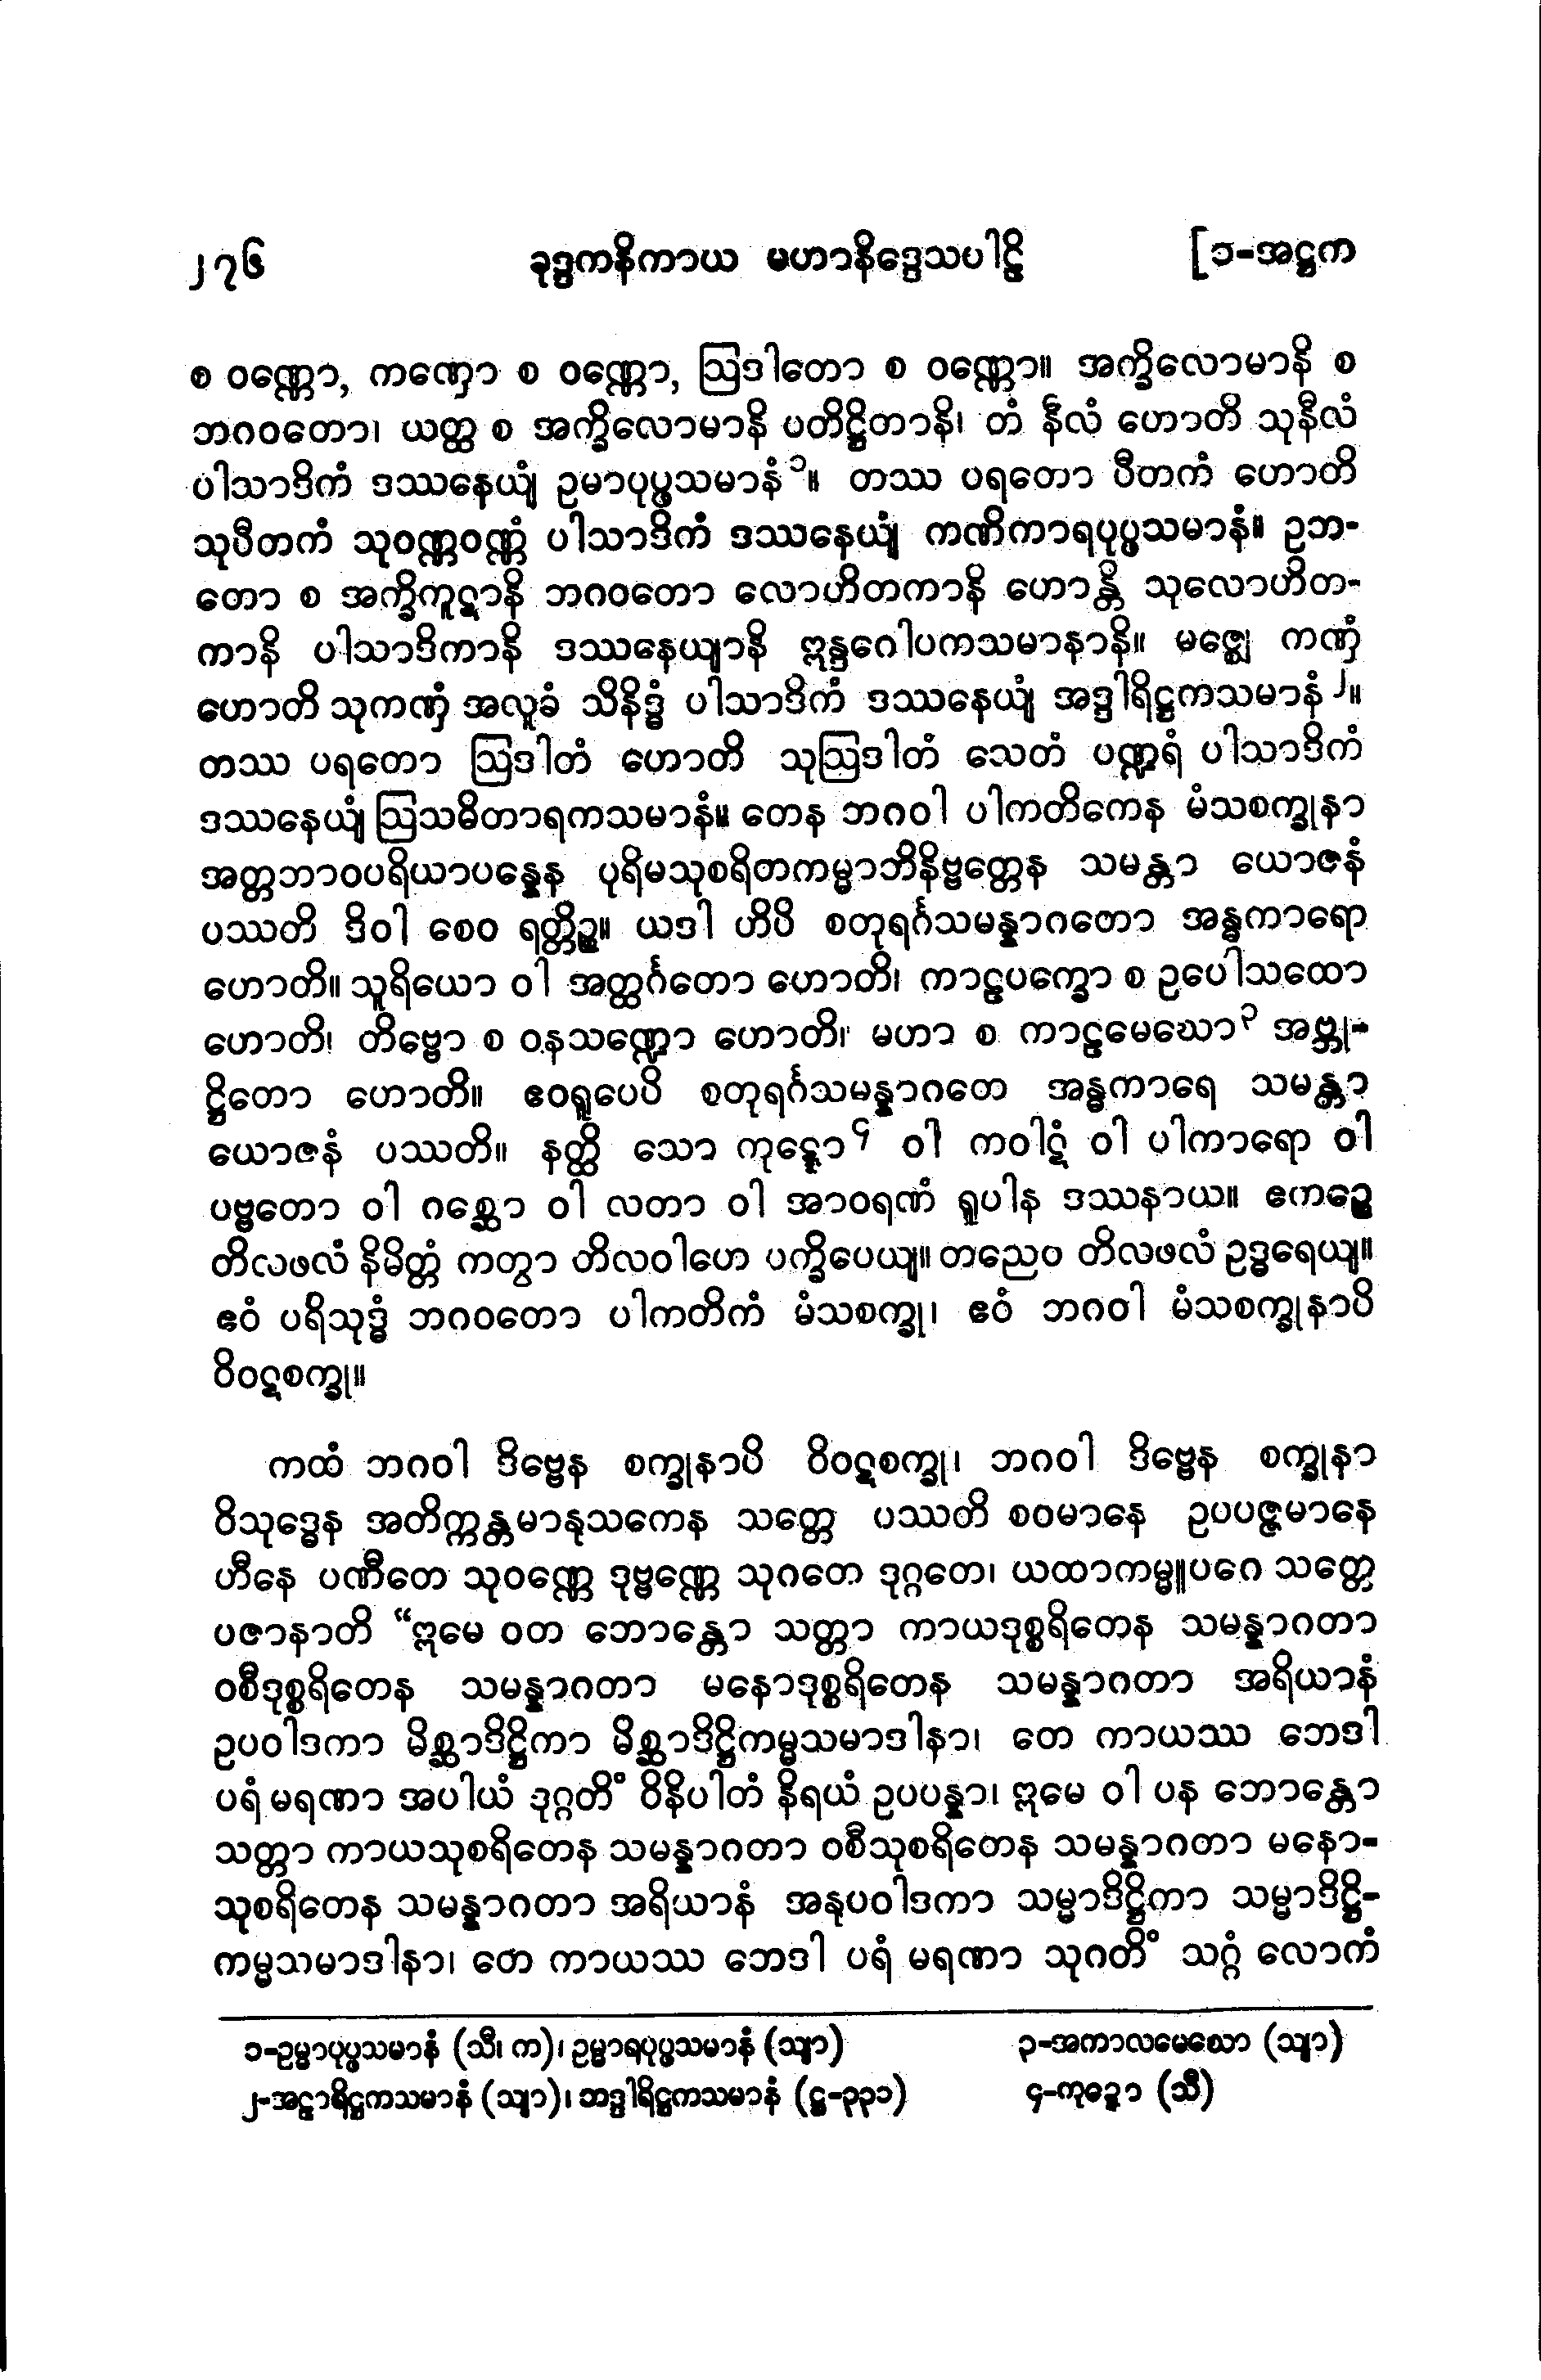 ၂၇၆ ခုဒ္ဒကနိကာယ မဟာနိဒ္ဒေသပါဠိ [၁-အဋ္ဌက
စ ဝဏ္ဏော, ကဏှော စ ဝဏ္ဏော, ဩဒါတော စ ဝဏ္ဏော။ အက္ခိလောမာနိ စ
ဘဂဝတော၊ ယတ္ထ စ အက္ခိလောမာနိ ပတိဋ္ဌိတာနိ၊ တံ နီလံ ဟောတိ သုနီလံ
ပါသာဒိကံ ဒဿနေယျံ ဥမာပုပ္ဖသမာနံ၁။ တဿ ပရတော ပီတကံ ဟောတိ
သုပီတကံ သုဝဏ္ဏဝဏ္ဏံ ပါသာဒိကံ ဒဿနေယျံ ကဏိကာရပုပ္ဖသမာနံ။ ဥဘ-
တော စ အက္ခိကူဋာနိ ဘဂဝတော လောဟိတကာနိ ဟောန္တိ သုလောဟိတ-
ကာနိ ပါသာဒိကာနိ ဒဿနေယျာနိ ဣန္ဒဂေါပကသမာနာနိ။ မဇ္ဈေ ကဏှံ
ဟောတိ သုကဏှံ အလူခံ သိနိဒ္ဓံ ပါသာဒိကံ ဒဿနေယျံ အဒ္ဒါရိဋ္ဌကသမာနံ၂။
တဿ ပရတော ဩဒါတံ ဟောတိ သုဩဒါတံ သေတံ ပဏ္ဍရံ ပါသာဒိကံ
ဒဿနေယျံ ဩသဓိတာရကသမာနံ။ တေန ဘဂဝါ ပါကတိကေန မံသစက္ခုနာ
အတ္တဘာဝပရိယာပန္နေန ပုရိမသုစရိတကမ္မာဘိနိဗ္ဗတ္တေန သမန္တာ ယောဇနံ
ပဿတိ ဒိဝါ စေဝ ရတ္တိဉ္စ။ ယဒါ ဟိပိ စတုရင်္ဂသမန္နာဂတော အန္ဓကာရော
ဟောတိ။ သူရိယော ဝါ အတ္ထင်္ဂတော ဟောတိ၊ ကာဠပက္ခော စ ဥပေါသထော
ဟောတိ၊ တိဗ္ဗော စ ဝနသဏ္ဍော ဟောတိ၊ မဟာ စ ကာဠမေဃော၃ အဗ္ဘု-
ဋ္ဌိတော ဟောတိ။ ဧဝရူပေပိ စတုရင်္ဂသမန္နာဂတေ အန္ဓကာရေ သမန္တာ
ယောဇနံ ပဿတိ။ နတ္ထိ သော ကုဋ္ဋော၄ ဝါ ကဝါဋံ ဝါ ပါကာရော ဝါ
ပဗ္ဗတော ဝါ ဂစ္ဆော ဝါ လတာ ဝါ အာဝရဏံ ရူပါန ဒဿနာယ။ ဧကဉ္စေ
တိလဖလံ နိမိတ္တံ ကတွာ တိလဝါဟေ ပက္ခိပေယျ။ တညေဝ တိလဖလံ ဥဒ္ဓရေယျ။
ဧဝံ ပရိသုဒ္ဓံ ဘဂဝတော ပါကတိကံ မံသစက္ခု၊ ဧဝံ ဘဂဝါ မံသစက္ခုနာပိ
ဝိဝဋစက္ခု။
ကထံ ဘဂဝါ ဒိဗ္ဗေန စက္ခုနာပိ ဝိဝဋစက္ခု၊ ဘဂဝါ ဒိဗ္ဗေန စက္ခုနာ
ဝိသုဒ္ဓေန အတိက္ကန္တမာနုသကေန သတ္တေ ပဿတိ စဝမာနေ ဥပပဇ္ဇမာနေ
ဟီနေ ပဏီတေ သုဝဏ္ဏေ ဒုဗ္ဗဏ္ဏေ သုဂတေ ဒုဂ္ဂတေ၊ ယထာကမ္မူပဂေ သတ္တေ
ပဇာနာတိ “ဣမေ ဝတ ဘောန္တော သတ္တာ ကာယဒုစ္စရိတေန သမန္နာဂတာ
ဝစီဒုစ္စရိတေန သမန္နာဂတာ မနောဒုစ္စရိတေန သမန္နာဂတာ အရိယာနံ
ဥပဝါဒကာ မိစ္ဆာဒိဋ္ဌိကာ မိစ္ဆာဒိဋ္ဌိကမ္မသမာဒါနာ၊ တေ ကာယဿ ဘေဒါ
ပရံ မရဏာ အပါယံ ဒုဂ္ဂတိံ ဝိနိပါတံ နိရယံ ဥပပန္နာ၊ ဣမေ ဝါ ပန ဘောန္တော
သတ္တာ ကာယသုစရိတေန သမန္နာဂတာ ဝစီသုစရိတေန သမန္နာဂတာ မနော-
သုစရိတေန သမန္နာဂတာ အရိယာနံ အနုပဝါဒကာ သမ္မာဒိဋ္ဌိကာ သမ္မာဒိဋ္ဌိ-
ကမ္မသမာဒါနာ၊ တေ ကာယဿ ဘေဒါ ပရံ မရဏာ သုဂတိံ သဂ္ဂံ လောကံ
၁-ဥမ္မာပုပ္ဖသမာနံ (သီ၊ က)၊ ဥမ္မာရပုပ္ဖသမာနံ (သျာ) ၃-အကာလမေဃော (သျာ)
၂-အဠာရိဋ္ဌကသမာနံ (သျာ)၊ ဘဒ္ဒါရိဋ္ဌကသမာနံ (ဋ္ဌ-၃၃၁) ၄-ကုဍ္ဍော (သီ)